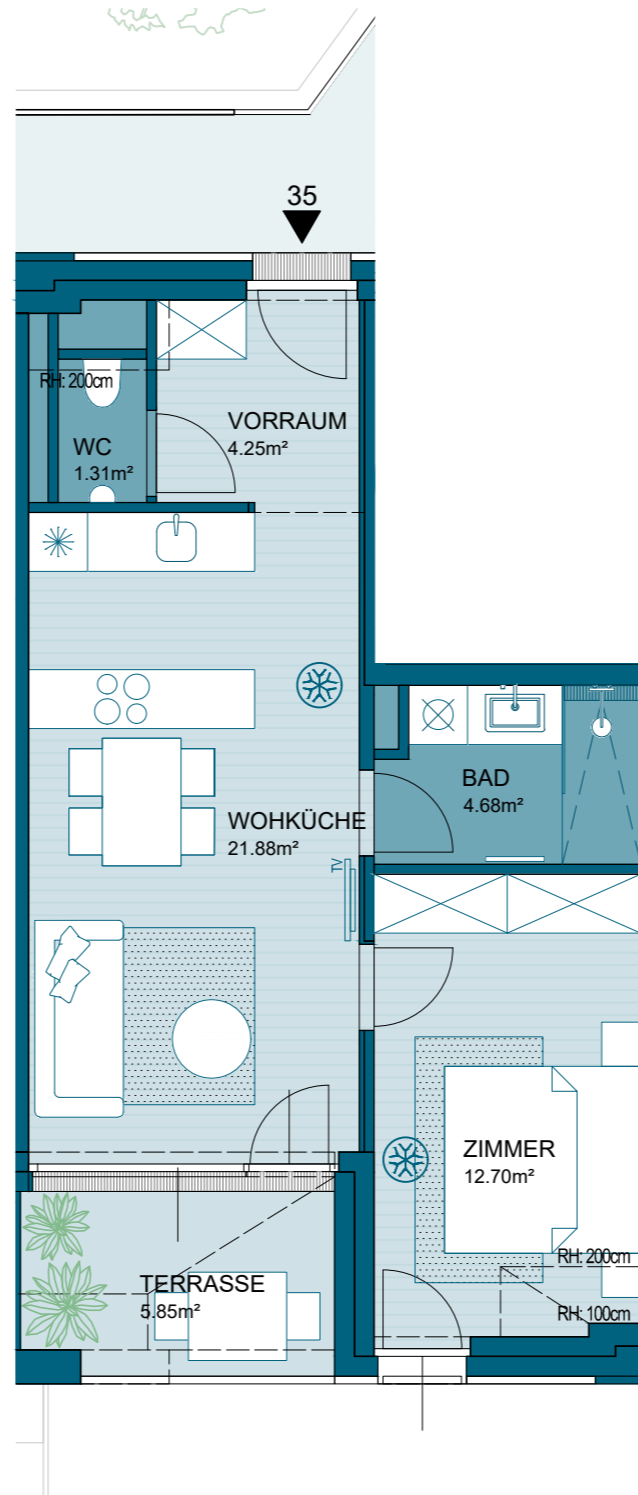 35
RH: 200cm
VORRAUM
4.25m²
WC
1.31m²
BAD
4.68m²
WOHKÜCHE
21.88m²
TV
ZIMMER
12.70m²
RH: 200cm
TERRASSE
5.85m²
RH: 100cm